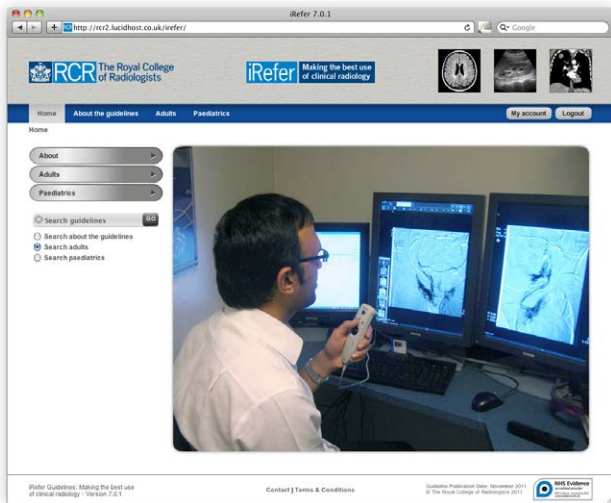 iRefer 7.0.1
RCR http://rcr2.lucidhost.co.uk/irefer/
Google
RCR The Royal College
of Radiologists
iRefer Making the best use
of clinical radiology
Home About the guidelines Adults Paediatrics My account Logout
Home
About
Adults
Paediatrics
Search guidelines GO
Search about the guidelines
Search adults
Search paediatrics
iRefer Guidelines: Making the best use
of clinical radiology - Version 7.0.1
Contact | Terms & Conditions
Guideline Publication Date: November 2011
© The Royal College of Radiologists 2011
NHS Evidence
accredited provider